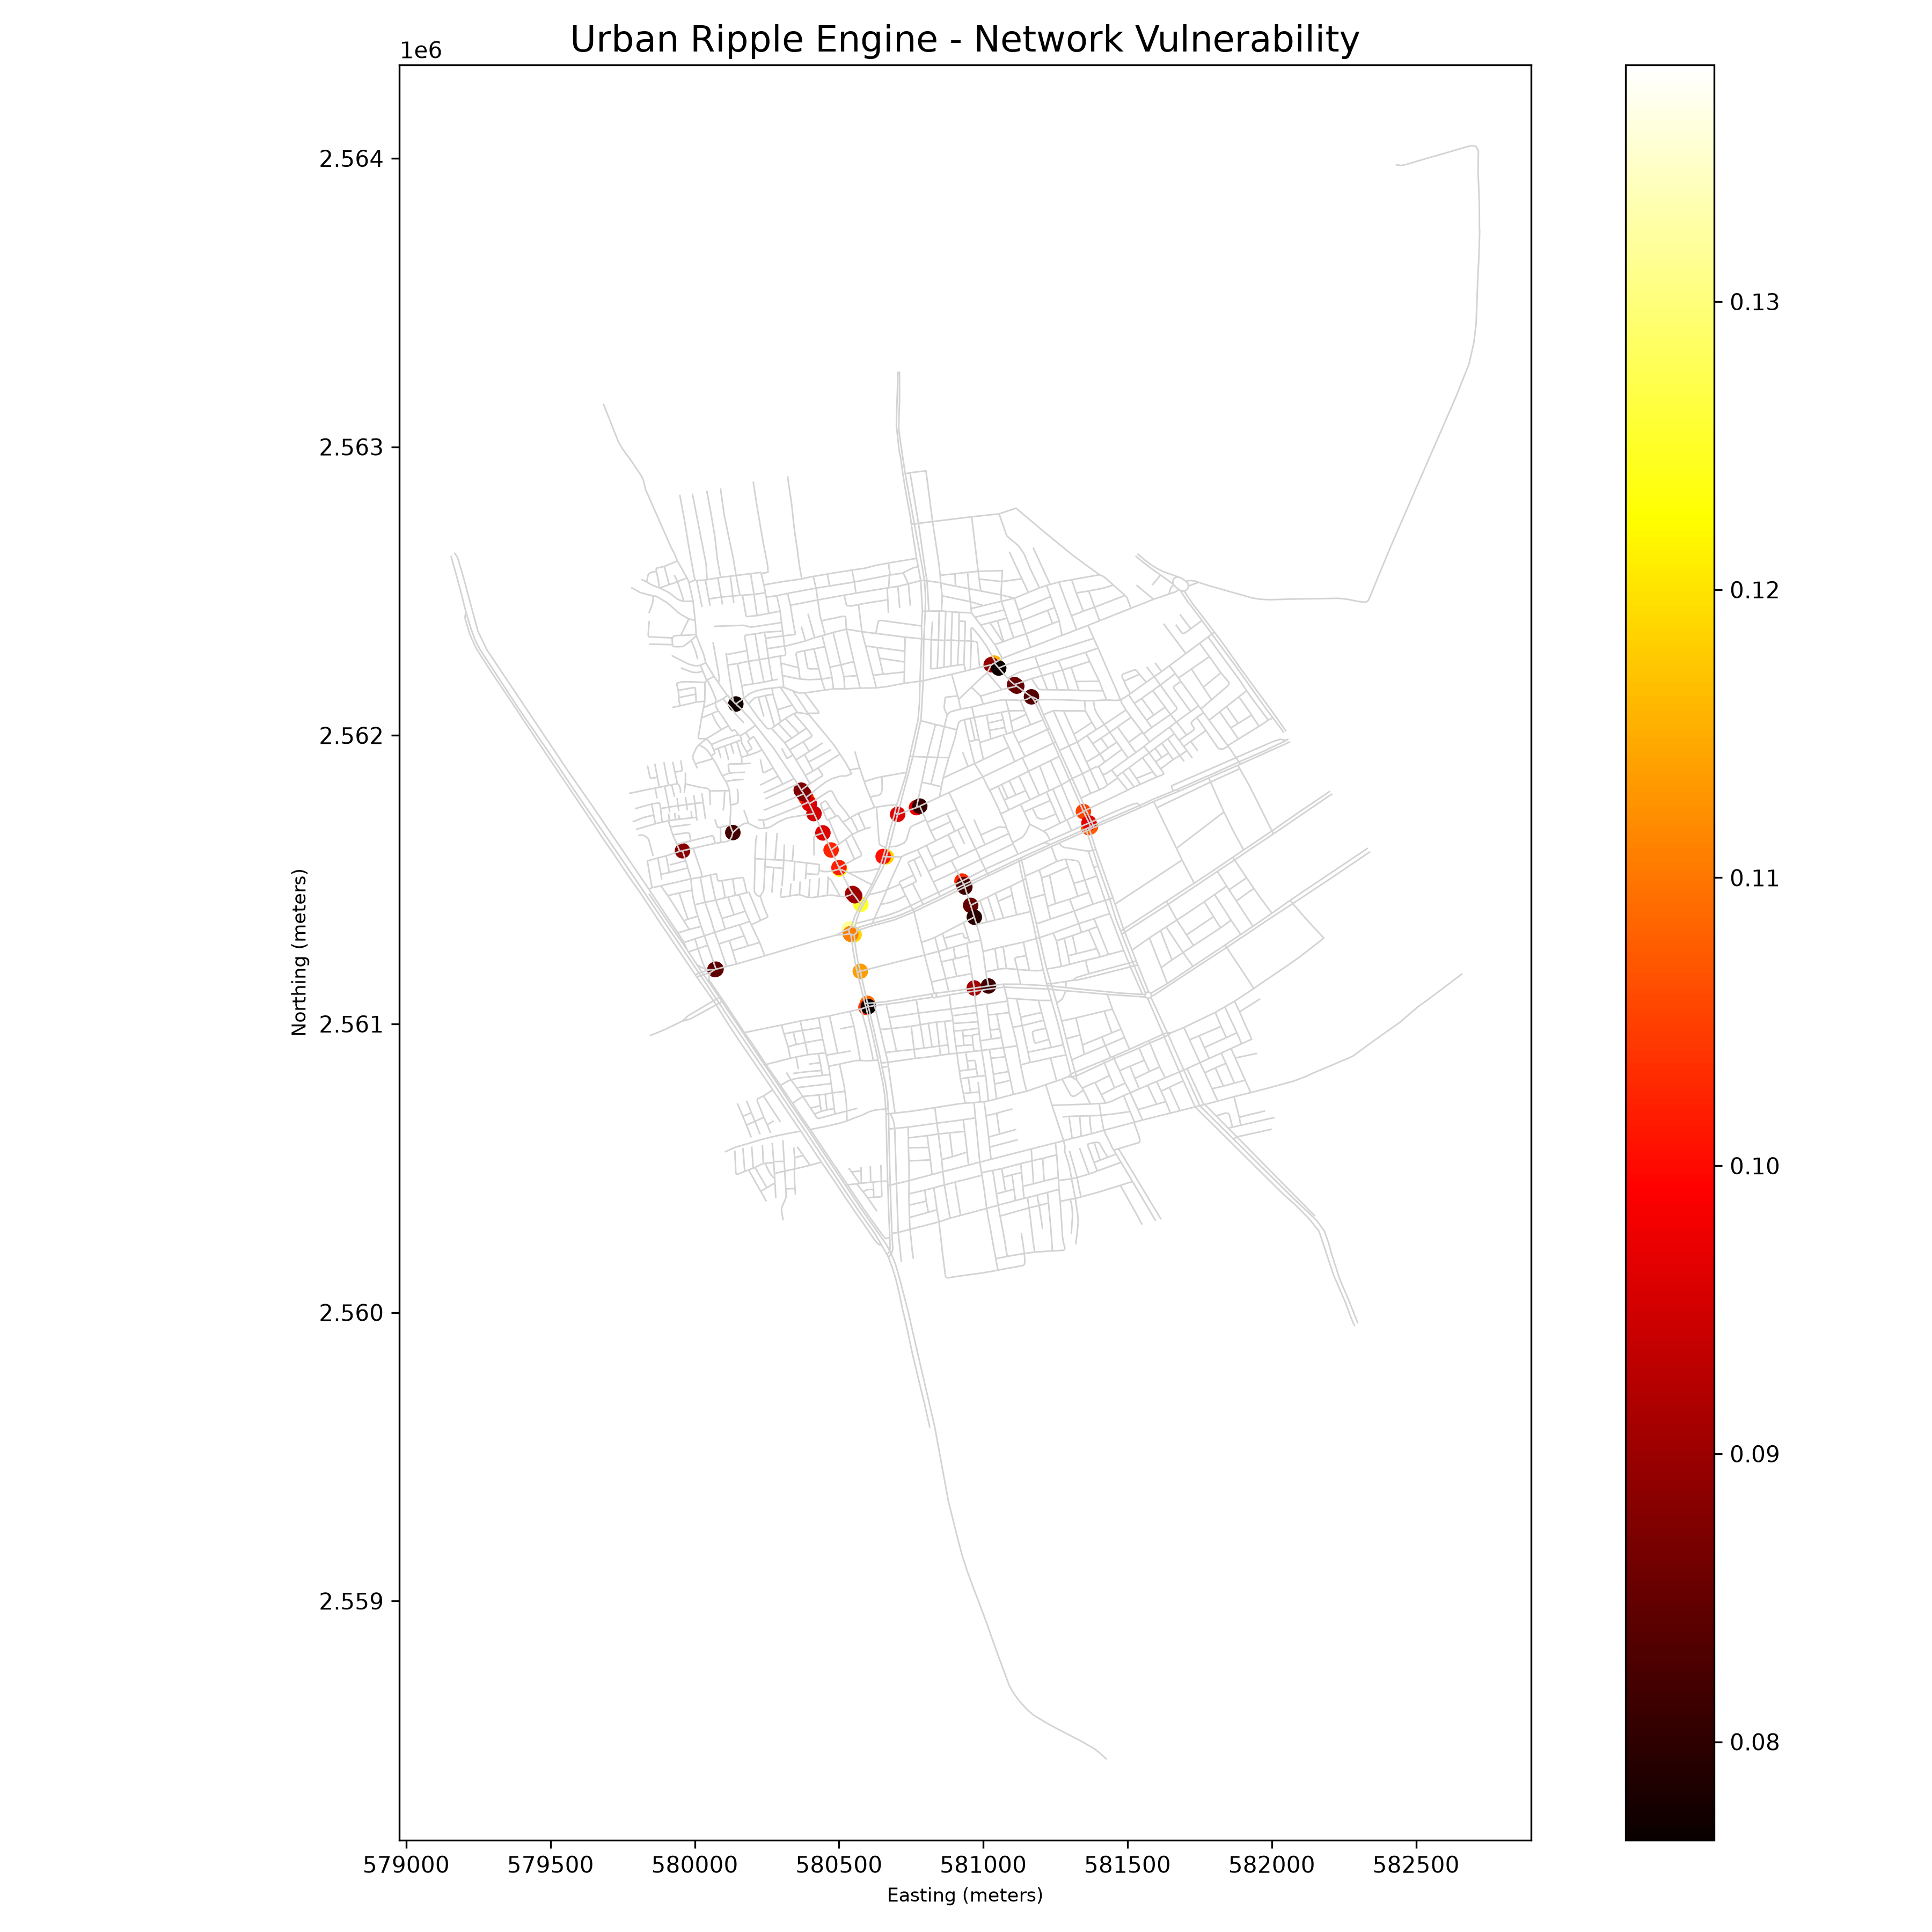 Urban Ripple Engine - Network Vulnerability
1e6
2.564
2.563
2.562
2.561
2.560
2.559
Northing (meters)
579000 579500 580000 580500 581000 581500 582000 582500
Easting (meters)
0.13
0.12
0.11
0.10
0.09
0.08